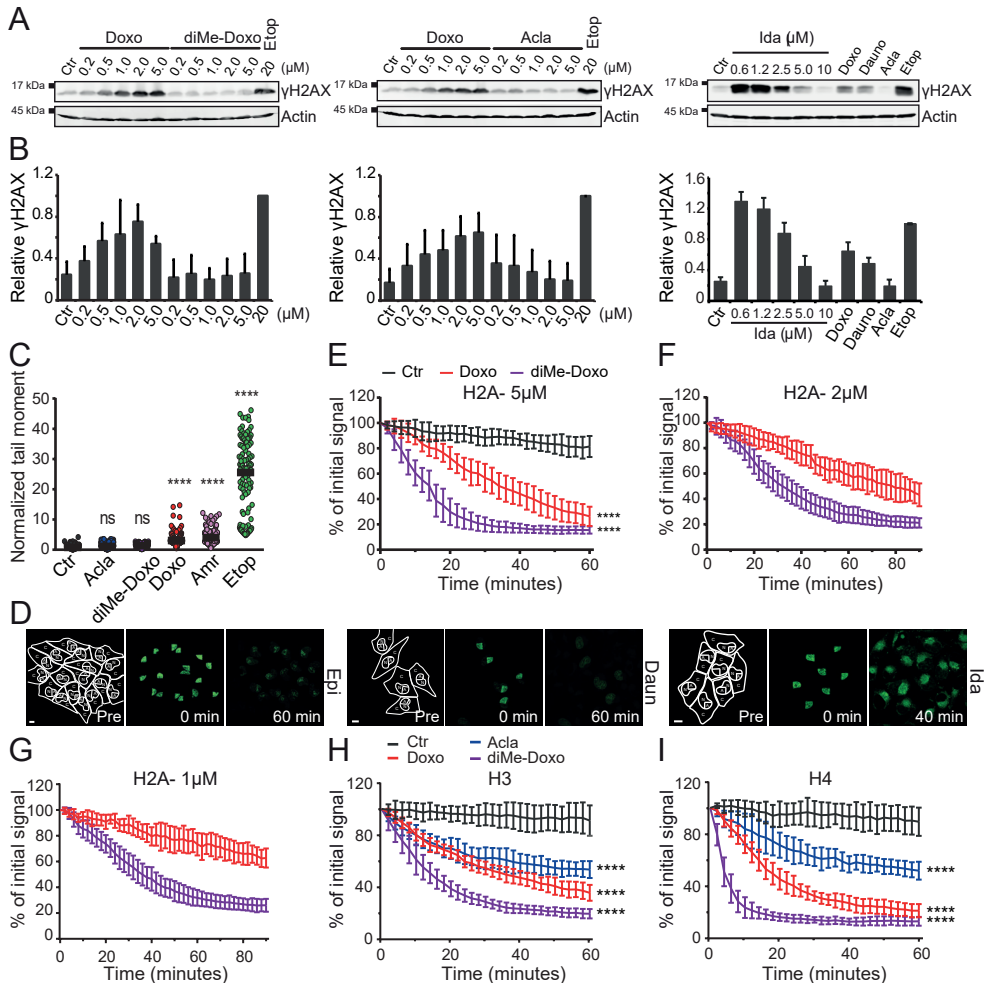 A
Doxo diMe-Doxo Etop
Ctr 0.2 0.5 1.0 2.0 5.0 0.2 0.5 1.0 2.0 5.0 20 (µM)
17 kDa γH2AX
45 kDa Actin
Doxo Acla Etop
Ctr 0.2 0.5 1.0 2.0 5.0 0.2 0.5 1.0 2.0 5.0 20 (µM)
17 kDa γH2AX
45 kDa Actin
Ida (µM)
Ctr 0.6 1.2 2.5 5.0 10 Doxo Dauno Acla Etop
17 kDa γH2AX
45 kDa Actin
B
Relative γH2AX
1.2
0.8
0.4
0
Ctr 0.2 0.5 1.0 2.0 5.0 0.2 0.5 1.0 2.0 5.0 20 (µM)
Relative γH2AX
1.2
0.8
0.4
0
Ctr 0.2 0.5 1.0 2.0 5.0 0.2 0.5 1.0 2.0 5.0 20 (µM)
Relative γH2AX
1.6
1.2
0.8
0.4
0
Ctr 0.6 1.2 2.5 5.0 10 Doxo Dauno Acla Etop
Ida (µM)
C
Normalized tail moment
50
40
30
20
10
0
ns ns **** **** ****
Ctr Acla diMe-Doxo Doxo Amr Etop
E
Ctr Doxo diMe-Doxo
H2A- 5µM
% of initial signal
120
100
80
60
40
20
0
****
****
0 20 40 60
Time (minutes)
F
H2A- 2µM
% of initial signal
120
100
80
60
40
20
0
0 20 40 60 80
Time (minutes)
D
Pre 0 min 60 min Epi
Pre 0 min 60 min Daun
Pre 0 min 40 min Ida
G
H2A- 1µM
% of initial signal
120
100
80
60
40
20
0
0 20 40 60 80
Time (minutes)
H
Ctr Acla
Doxo diMe-Doxo
H3
% of initial signal
120
80
40
0
****
****
****
0 20 40 60
Time (minutes)
I
H4
% of initial signal
120
100
80
60
40
20
0
****
****
****
0 20 40 60
Time (minutes)